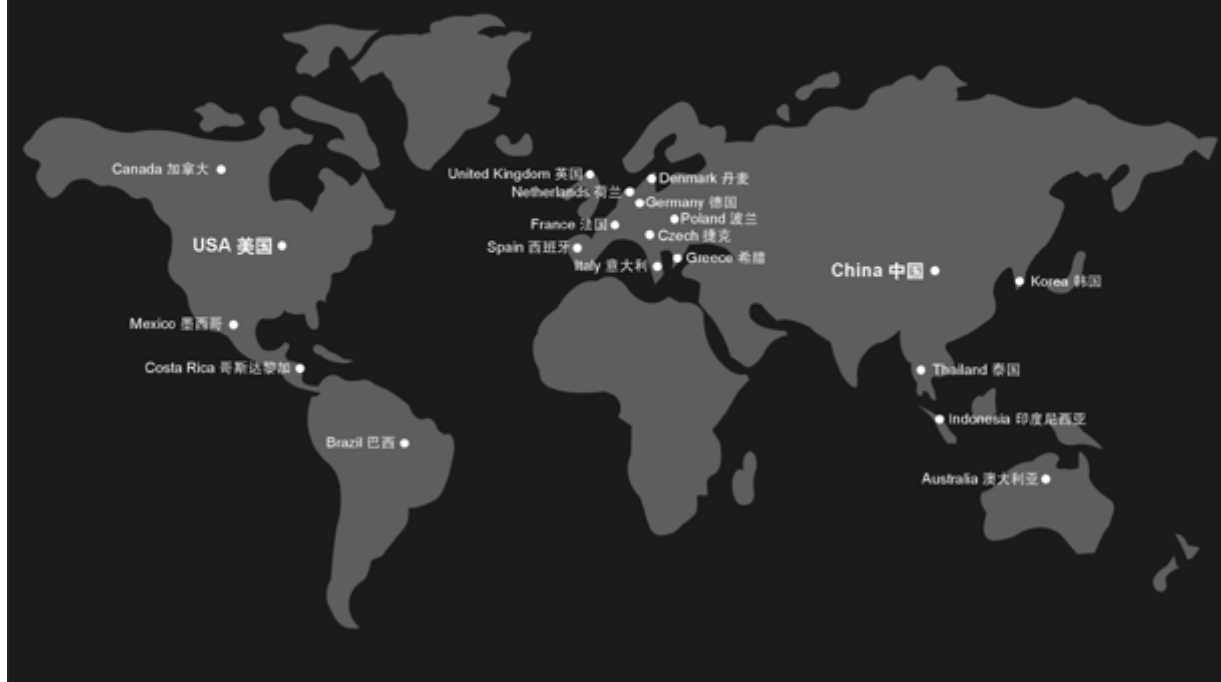 Canada 加拿大
USA 美国
Mexico 墨西哥
Costa Rica 哥斯达黎加
Brazil 巴西
United Kingdom 英国
Denmark 丹麦
Netherlands 荷兰
Germany 德国
Poland 波兰
France 法国
Czech 捷克
Spain 西班牙
Greece 希腊
Italy 意大利
China 中国
Korea 韩国
Thailand 泰国
Indonesia 印度尼西亚
Australia 澳大利亚